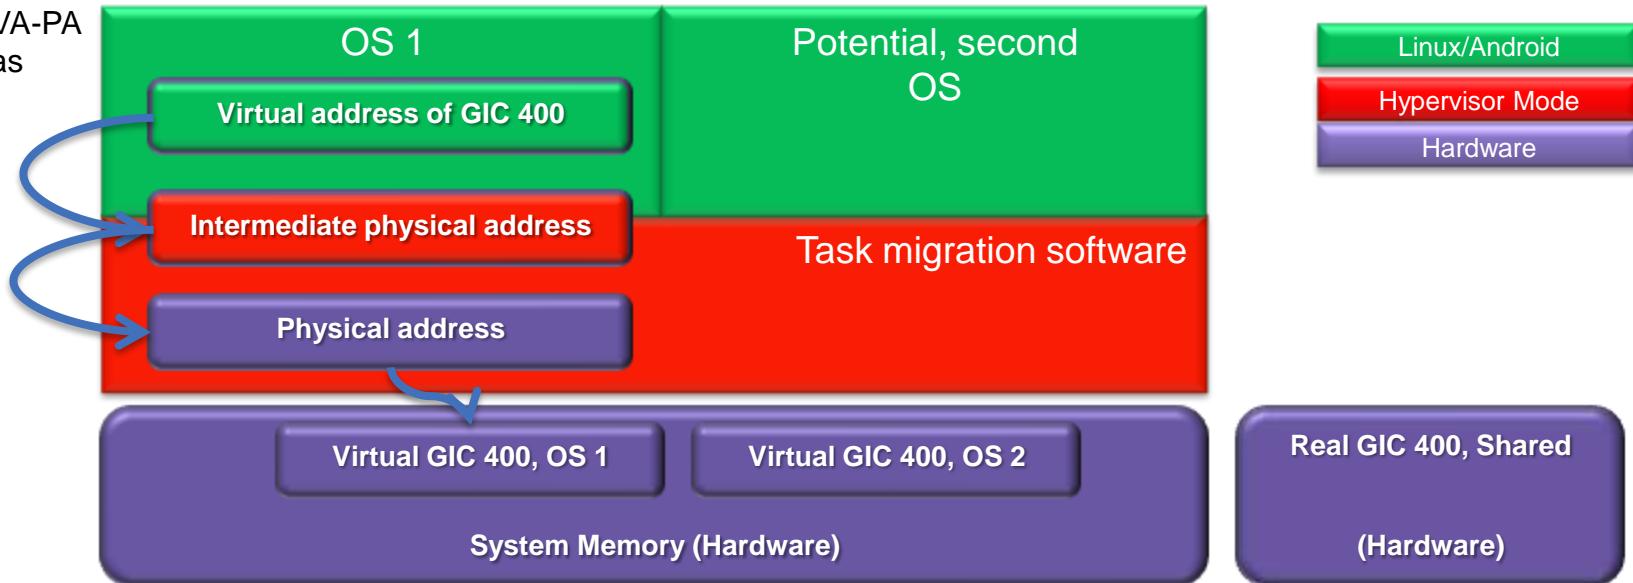 VA-PA
as
OS 1
Potential, second
OS
Virtual address of GIC 400
Intermediate physical address
Task migration software
Physical address
Virtual GIC 400, OS 1
Virtual GIC 400, OS 2
System Memory (Hardware)
Real GIC 400, Shared
(Hardware)
Linux/Android
Hypervisor Mode
Hardware